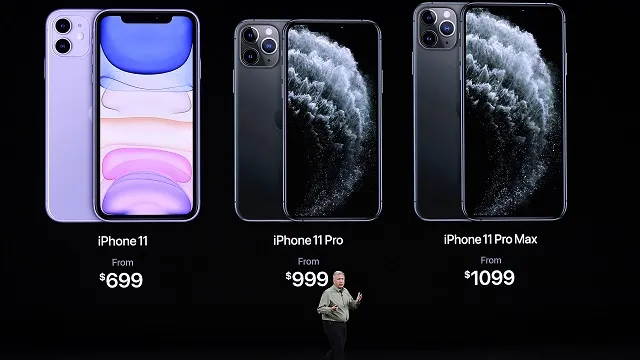 iPhone 11
From
$699
iPhone 11 Pro
From
$999
iPhone 11 Pro Max
From
$1099